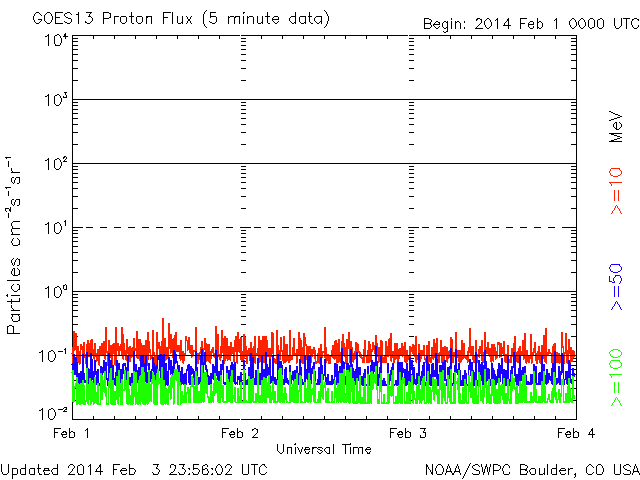 GOES13 Proton Flux (5 minute data)
Begin: 2014 Feb 1 0000 UTC
10⁴
10³
10²
10¹
10⁰
10⁻¹
10⁻²
Particles cm⁻²s⁻¹sr⁻¹
MeV
>=10
>=50
>=100
Feb 1
Feb 2
Feb 3
Feb 4
Universal Time
Updated 2014 Feb 3 23:56:02 UTC
NOAA/SWPC Boulder, CO USA